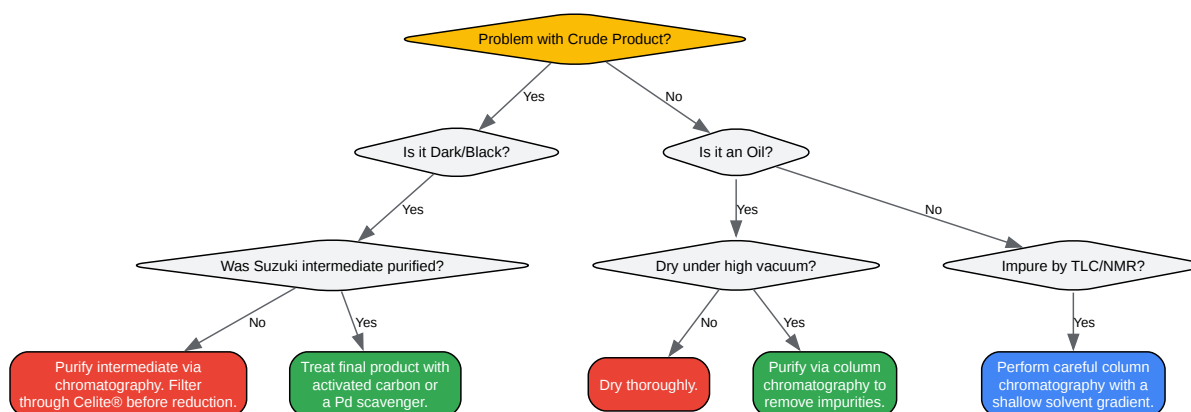 Problem with Crude Product?
Yes
No
Is it Dark/Black?
Is it an Oil?
Yes
Yes
No
Was Suzuki intermediate purified?
Dry under high vacuum?
Impure by TLC/NMR?
No
Yes
No
Yes
Yes
Purify intermediate via
chromatography. Filter
through Celite® before reduction.
Treat final product with
activated carbon or
a Pd scavenger.
Dry thoroughly.
Purify via column
chromatography to
remove impurities.
Perform careful column
chromatography with a
shallow solvent gradient.